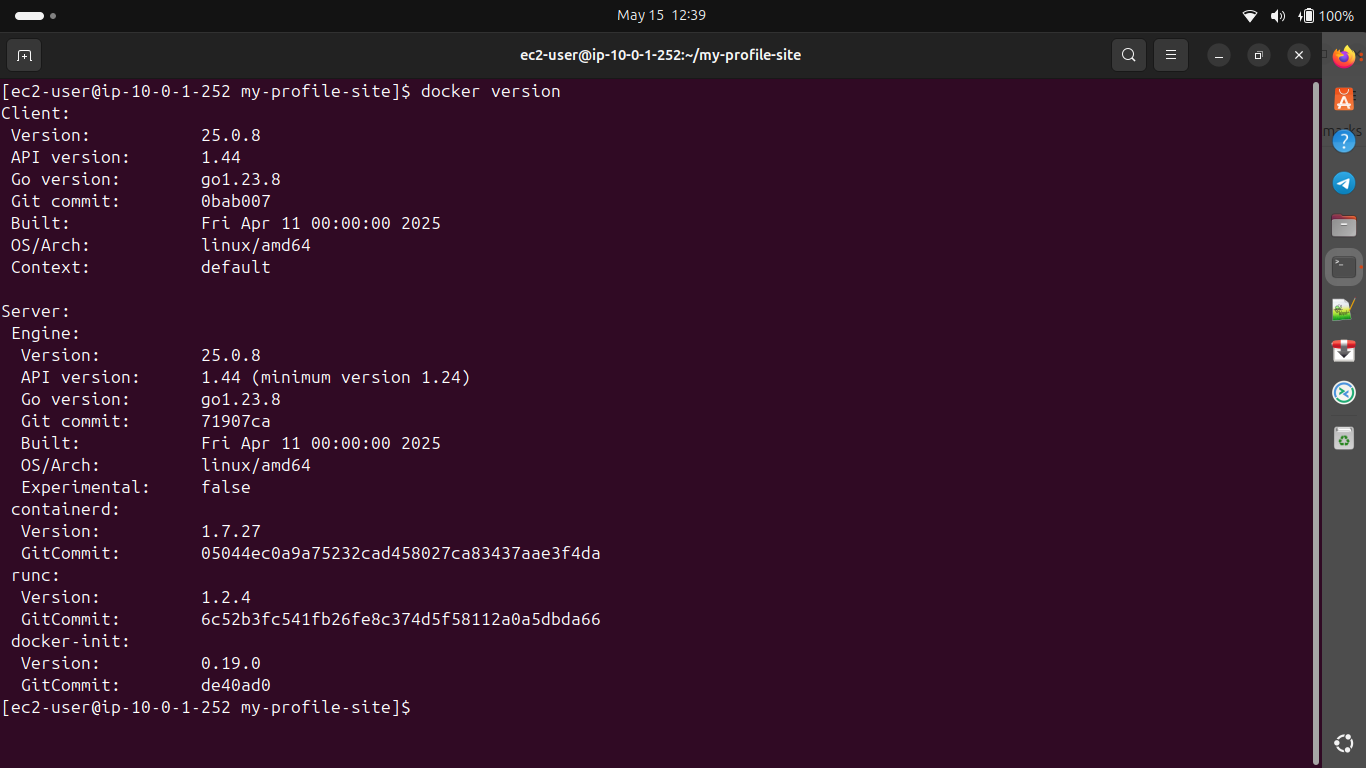 May 15 12:39
100%
ec2-user@ip-10-0-1-252:~/my-profile-site
[ec2-user@ip-10-0-1-252 my-profile-site]$ docker version
Client:
 Version:           25.0.8
 API version:       1.44
 Go version:        go1.23.8
 Git commit:        0bab007
 Built:             Fri Apr 11 00:00:00 2025
 OS/Arch:           linux/amd64
 Context:           default

Server:
 Engine:
  Version:          25.0.8
  API version:      1.44 (minimum version 1.24)
  Go version:       go1.23.8
  Git commit:       71907ca
  Built:            Fri Apr 11 00:00:00 2025
  OS/Arch:          linux/amd64
  Experimental:     false
 containerd:
  Version:          1.7.27
  GitCommit:        05044ec0a9a75232cad458027ca83437aae3f4da
 runc:
  Version:          1.2.4
  GitCommit:        6c52b3fc541fb26fe8c374d5f58112a0a5dbda66
 docker-init:
  Version:          0.19.0
  GitCommit:        de40ad0
[ec2-user@ip-10-0-1-252 my-profile-site]$